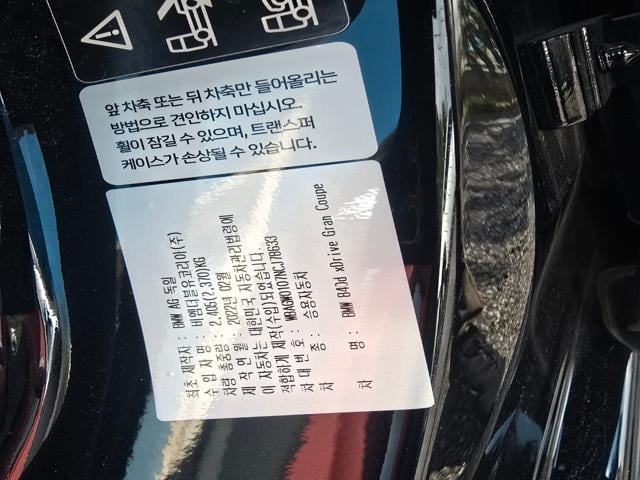 앞 차축 또는 뒤 차축만 들어올리는
방법으로 견인하지 마십시오.
휠이 잠길 수 있으며, 트랜스퍼
케이스가 손상될 수 있습니다.
최초 제작자 : BMW AG 독일
수 입 자 명 : 비엠더블유코리아(주)
차량 총중량 : 2,406(2,370)KG
제 작 연 월 : 2022년 02월
이 자동차는 대한민국 자동차관리법령에
적합하게 제작(수입)되었습니다.
차 대 번 호 : WBAGW0107NCJ78633
차 종 : 승용자동차
차 명 : BMW 840d xDrive Gran Coupe